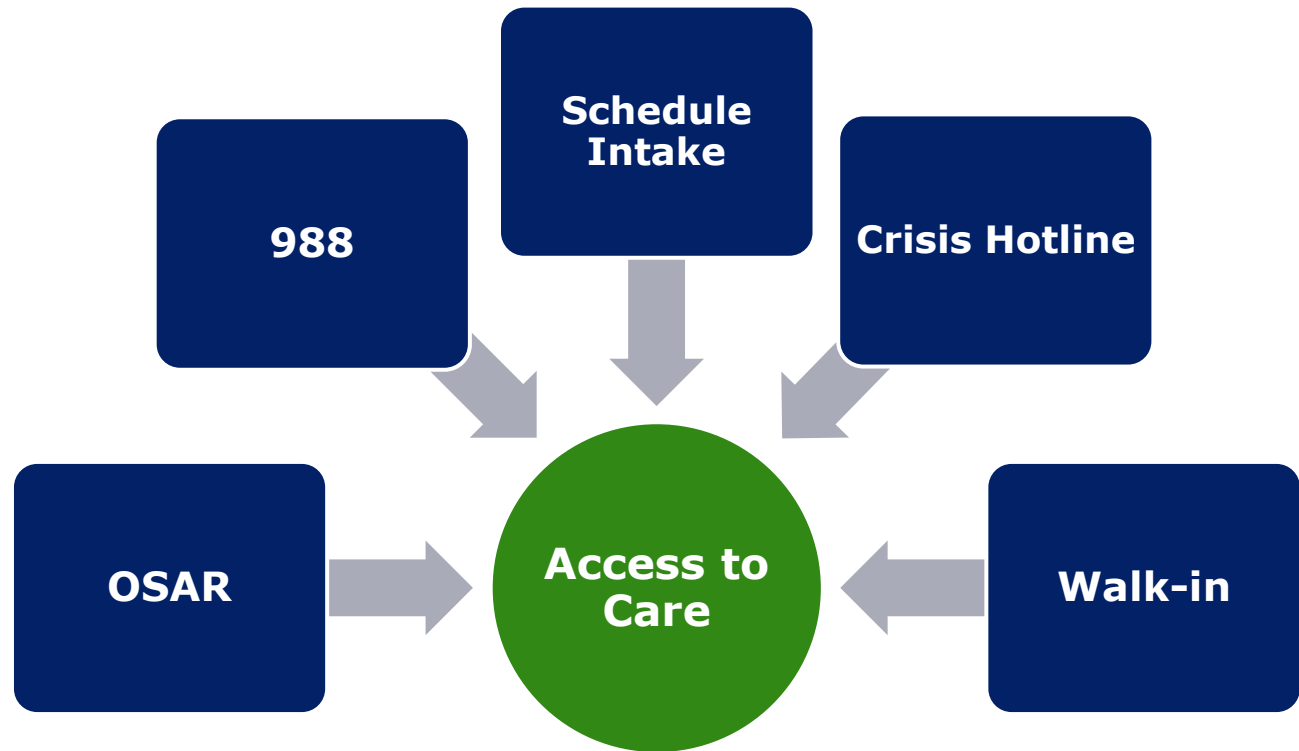 Schedule
Intake
988
Crisis Hotline
OSAR
Access to
Care
Walk-in